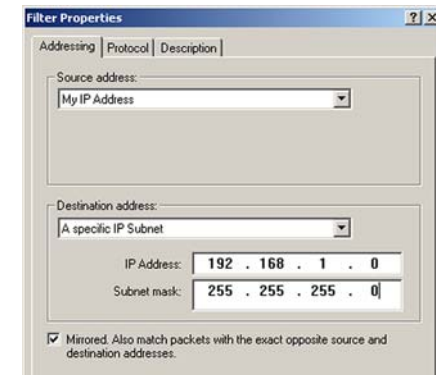 Filter Properties
Addressing Protocol Description
Source address:
My IP Address
Destination address:
A specific IP Subnet
IP Address: 192 . 168 . 1 . 0
Subnet mask: 255 . 255 . 255 . 0
Mirrored. Also match packets with the exact opposite source and
destination addresses.